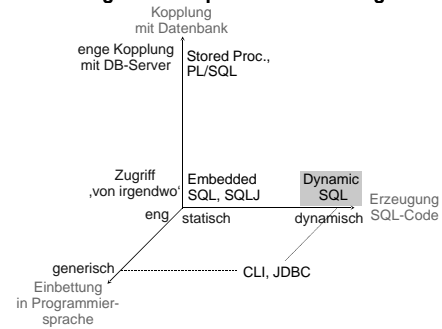 Kopplung
mit Datenbank
enge Kopplung
mit DB-Server
Stored Proc.,
PL/SQL
Zugriff
‚von irgendwo‘
Embedded
SQL, SQLJ
Dynamic
SQL
Erzeugung
SQL-Code
eng
statisch
dynamisch
generisch
CLI, JDBC
Einbettung
in Programmier-
sprache